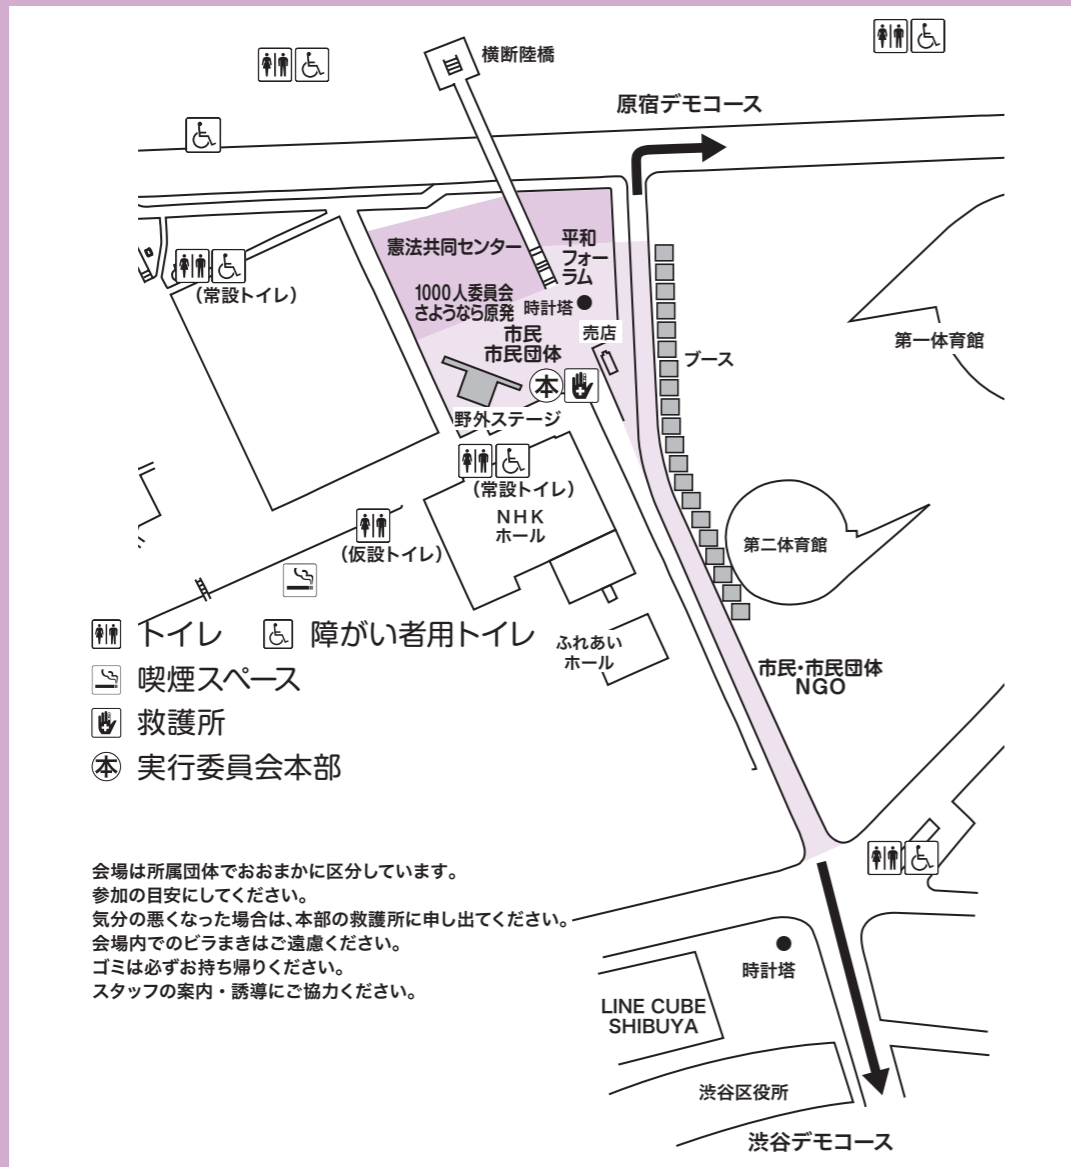 横断陸橋
原宿デモコース
憲法共同センター
平和
フォー
ラム
1000人委員会
さようなら原発
時計塔
(常設トイレ)
市民
市民団体
売店
ブース
第一体育館
本
野外ステージ
(常設トイレ)
NHK
ホール
(仮設トイレ)
第二体育館
トイレ
障がい者用トイレ
ふれあい
ホール
喫煙スペース
市民・市民団体
NGO
救護所
本 実行委員会本部
会場は所属団体でおおまかに区分しています。
参加の目安にしてください。
気分の悪くなった場合は、本部の救護所に申し出てください。
会場内でのビラまきはご遠慮ください。
ゴミは必ずお持ち帰りください。
スタッフの案内・誘導にご協力ください。
時計塔
LINE CUBE
SHIBUYA
渋谷区役所
渋谷デモコース